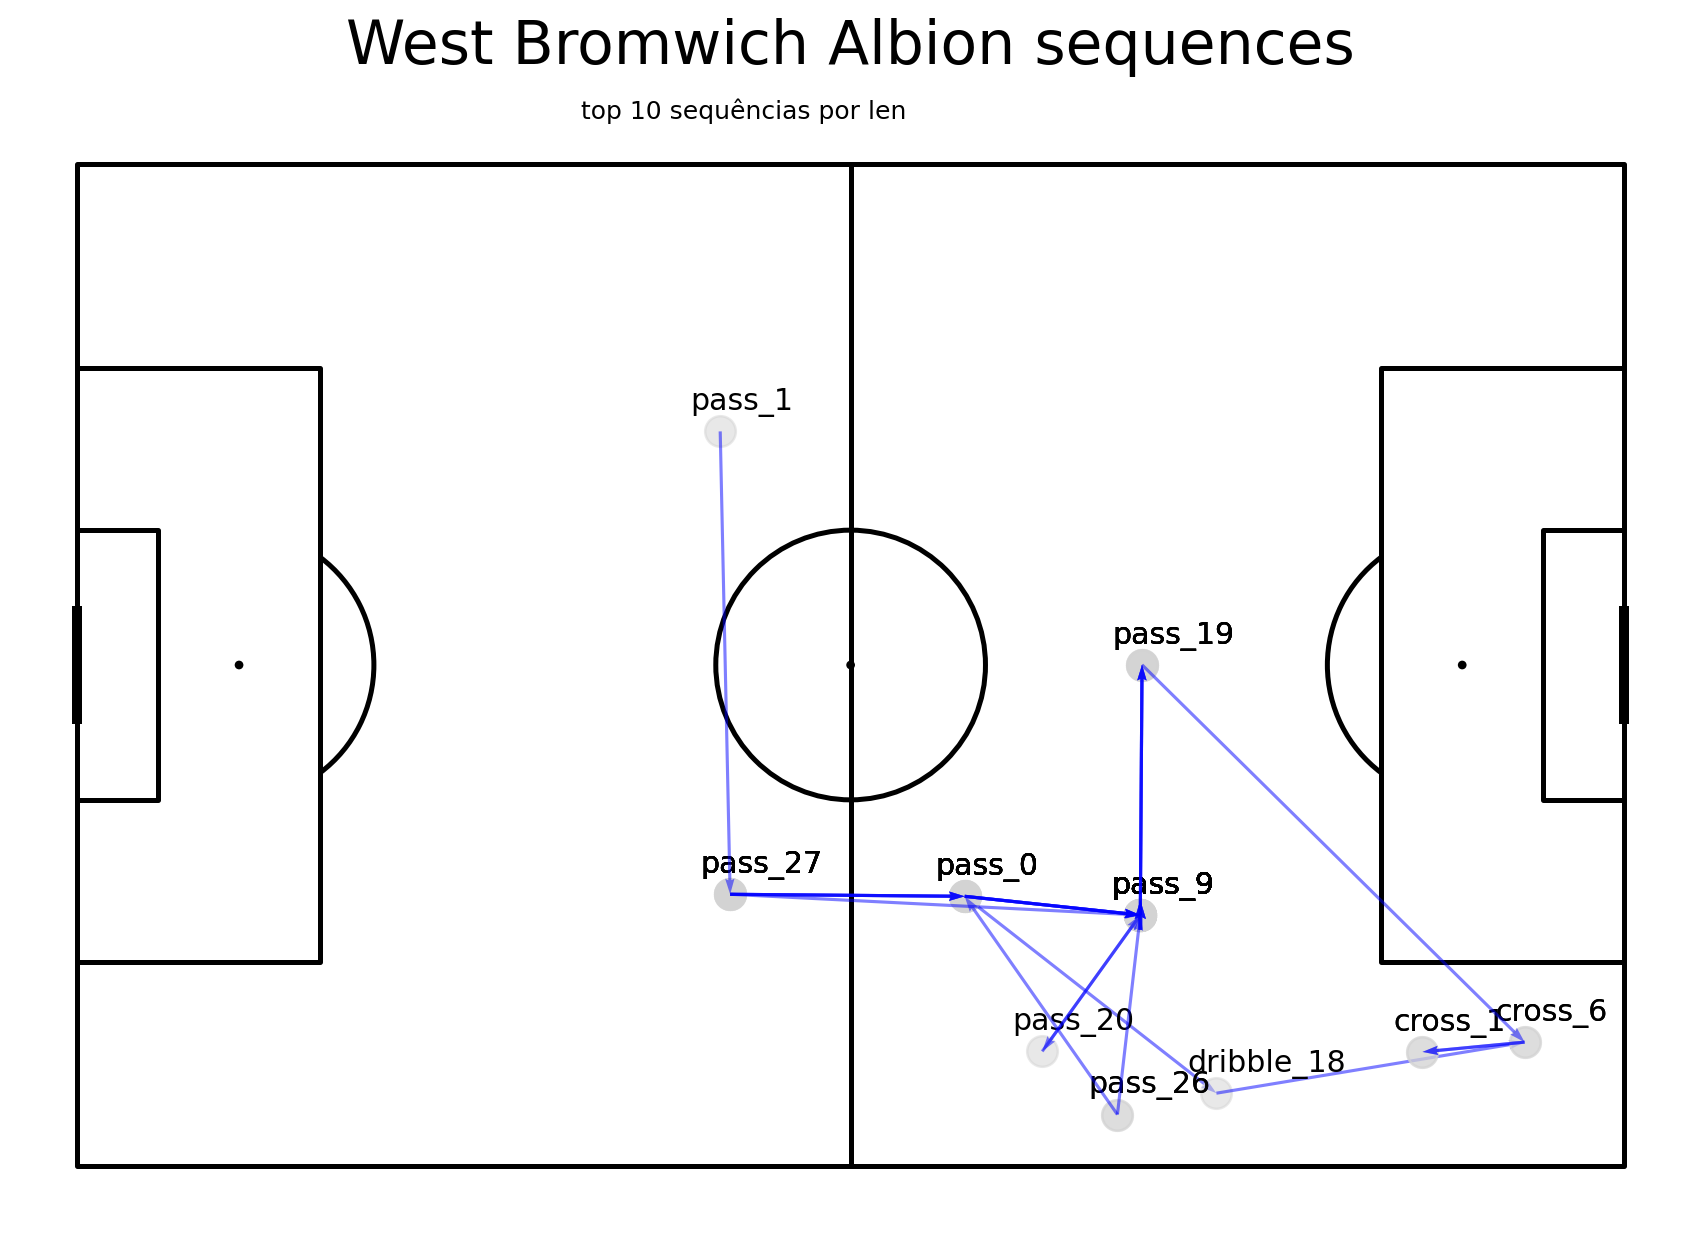 West Bromwich Albion sequences
top 10 sequências por len
pass_1
pass_19
pass_27
pass_0
pass_9
pass_20
cross_1
cross_6
dribble_18
pass_26